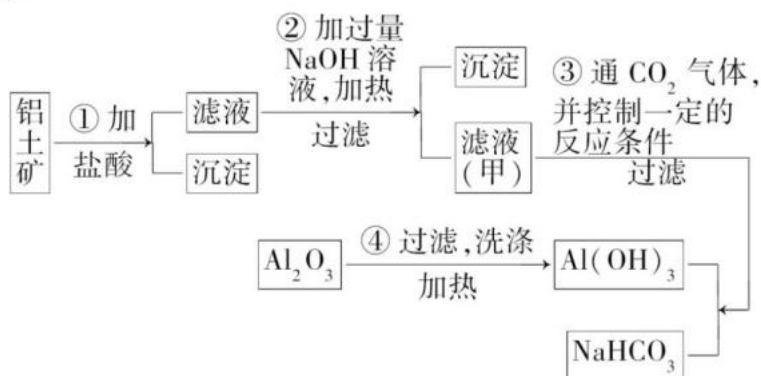 ② 加过量
NaOH 溶
液,加热
过滤
沉淀
③ 通 CO₂ 气体,
并控制一定的
反应条件
过滤
铝
土
矿
① 加
盐酸
滤液
沉淀
滤液
(甲)
Al₂O₃
④ 过滤,洗涤
加热
Al(OH)₃
NaHCO₃